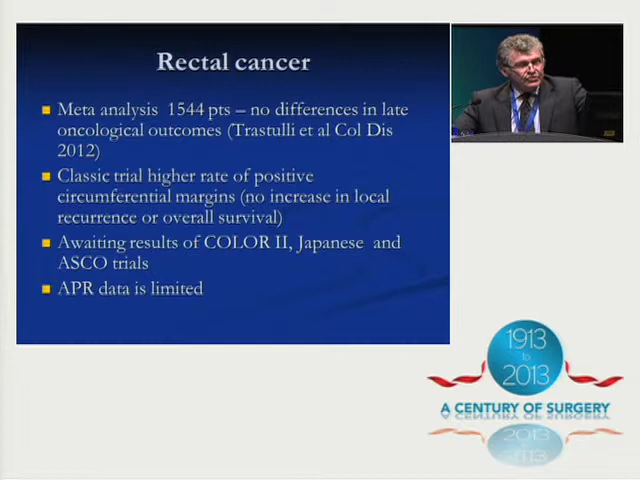 Rectal cancer
Meta analysis 1544 pts – no differences in late
oncological outcomes (Trastulli et al Col Dis
2012)
Classic trial higher rate of positive
circumferential margins (no increase in local
recurrence or overall survival)
Awaiting results of COLOR II, Japanese and
ASCO trials
APR data is limited
1913
to
2013
A CENTURY OF SURGERY